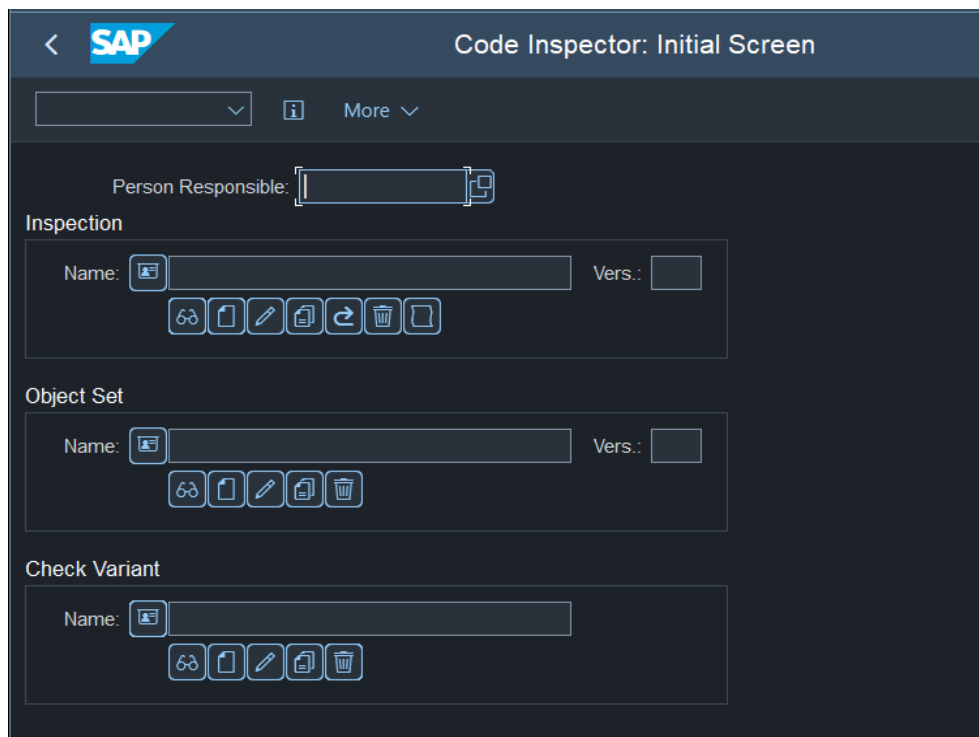 SAP Code Inspector: Initial Screen
More
Person Responsible:
Inspection
Name: Vers.:
Object Set
Name: Vers.:
Check Variant
Name: